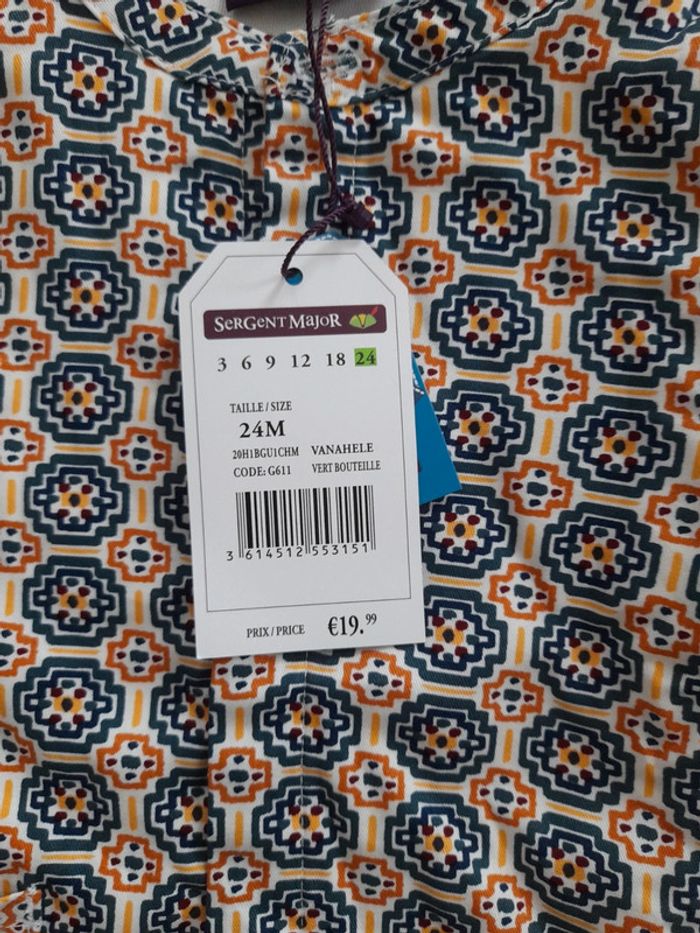 SERGENT MAJOR
3 6 9 12 18 24
TAILLE / SIZE
24M
20H1BGU1CHM VANAHELE
CODE: G611 VERT BOUTEILLE
3 614512 553151
PRIX / PRICE €19.99